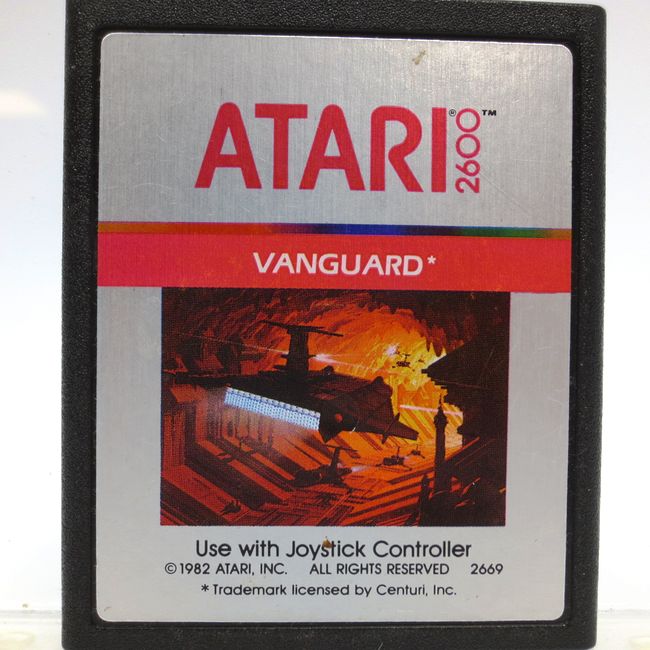 ATARI® 2600™
VANGUARD*
Use with Joystick Controller
© 1982 ATARI, INC. ALL RIGHTS RESERVED 2669
* Trademark licensed by Centuri, Inc.